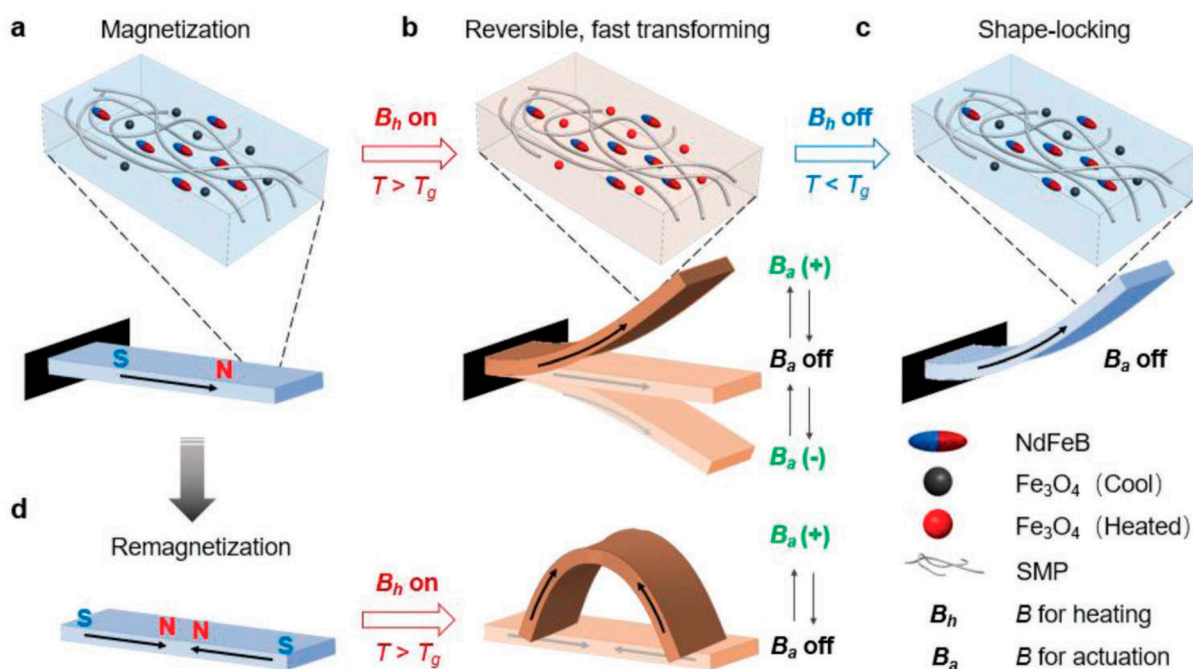 a Magnetization
b Reversible, fast transforming
c Shape-locking
B_h on
T > T_g
B_h off
T < T_g
B_a (+)
B_a off
B_a (-)
S N
B_a off
NdFeB
Fe₃O₄ (Cool)
Fe₃O₄ (Heated)
SMP
B_h B for heating
B_a B for actuation
d Remagnetization
S N N S
B_h on
T > T_g
B_a (+)
B_a off